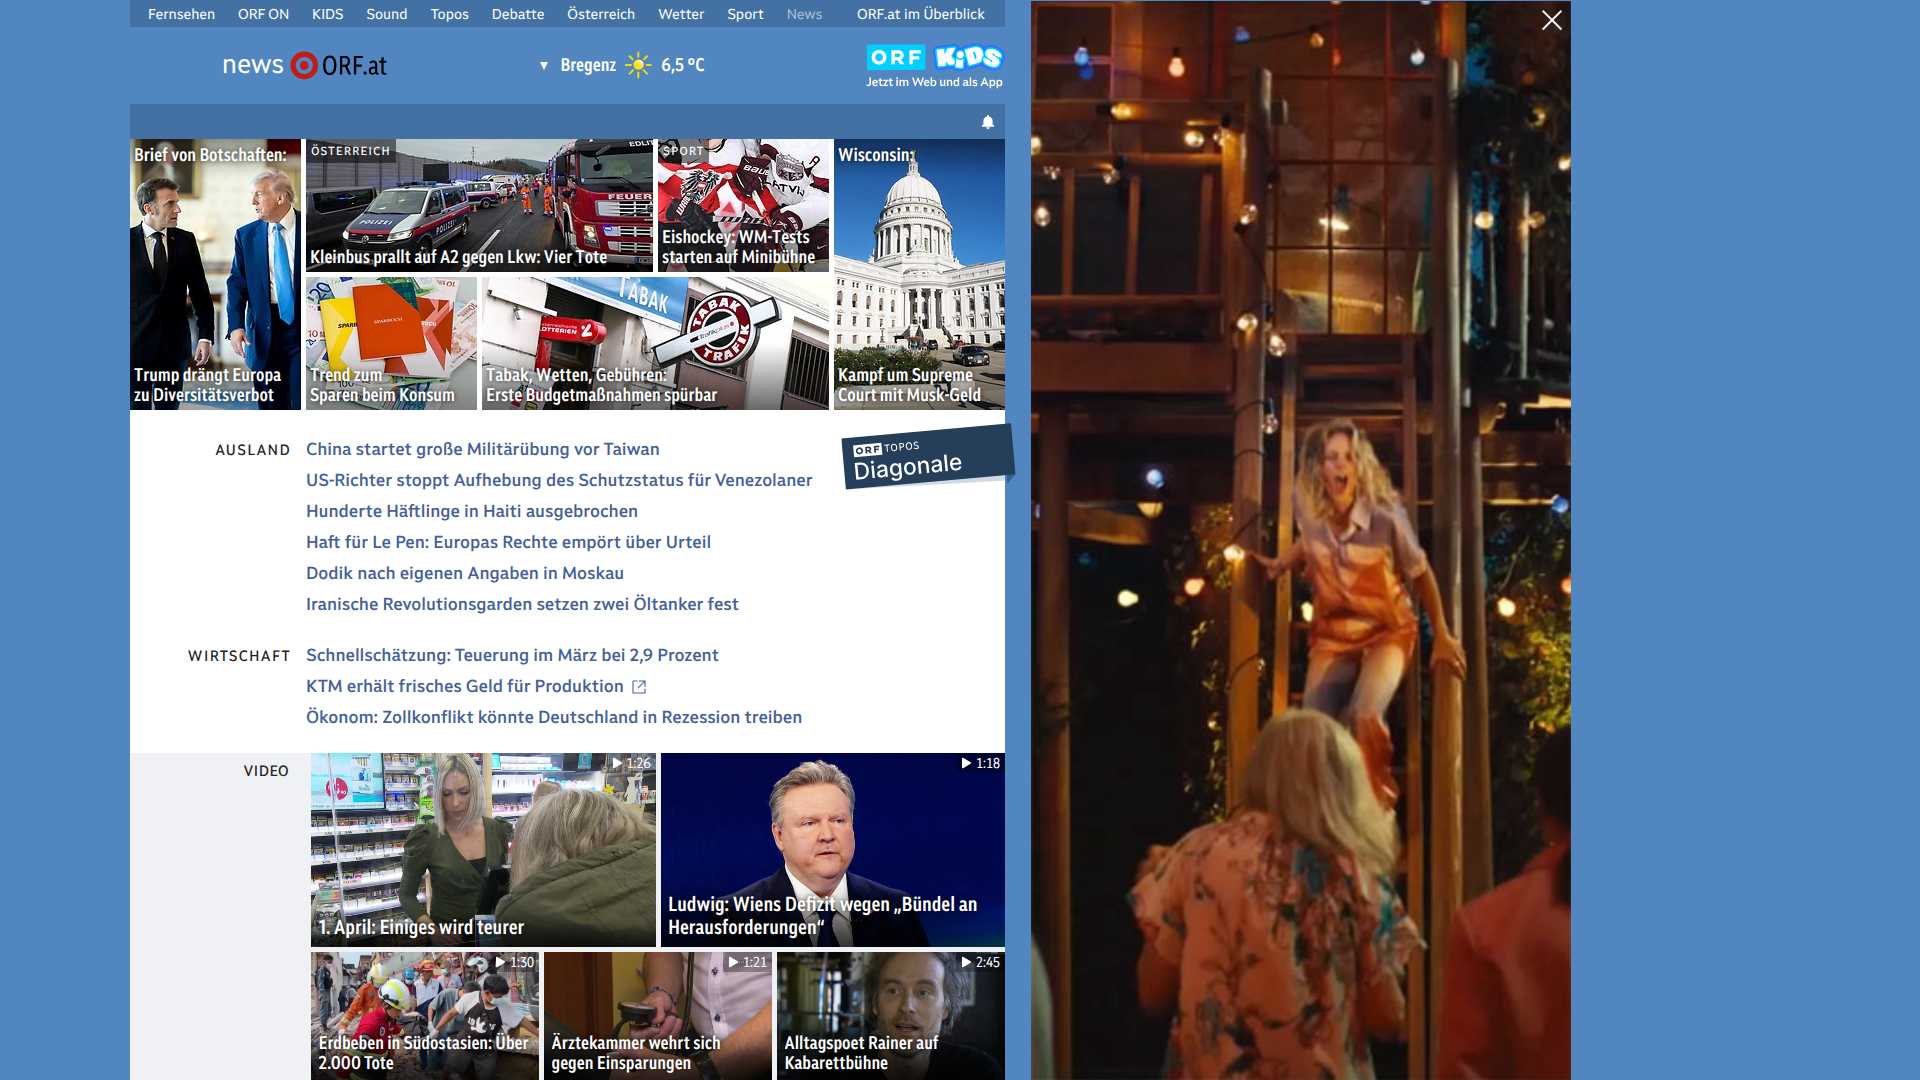 Fernsehen ORF ON KIDS Sound Topos Debatte Österreich Wetter Sport News ORF.at im Überblick
news ORF.at
▼ Bregenz 6,5 °C
ORF KiDS
Jetzt im Web und als App
Brief von Botschaften:
Trump drängt Europa
zu Diversitätsverbot
ÖSTERREICH
POLIZEI
POLIZEI
FEUER
Kleinbus prallt auf A2 gegen Lkw: Vier Tote
SPORT
LATVIJ
Eishockey: WM-Tests
starten auf Minibühne
SPARBUCH
Trend zum
Sparen beim Konsum
TABAK
LOTTERIEN
TABAK
TRAFIK
Tabak, Wetten, Gebühren:
Erste Budgetmaßnahmen spürbar
Wisconsin:
Kampf um Supreme
Court mit Musk-Geld
AUSLAND
China startet große Militärübung vor Taiwan
US-Richter stoppt Aufhebung des Schutzstatus für Venezolaner
Hunderte Häftlinge in Haiti ausgebrochen
Haft für Le Pen: Europas Rechte empört über Urteil
Dodik nach eigenen Angaben in Moskau
Iranische Revolutionsgarden setzen zwei Öltanker fest
ORF TOPOS
Diagonale
WIRTSCHAFT
Schnellschätzung: Teuerung im März bei 2,9 Prozent
KTM erhält frisches Geld für Produktion
Ökonom: Zollkonflikt könnte Deutschland in Rezession treiben
VIDEO
1:26
1. April: Einiges wird teurer
1:18
Ludwig: Wiens Defizit wegen „Bündel an
Herausforderungen“
1:30
Erdbeben in Südostasien: Über
2.000 Tote
1:21
Ärztekammer wehrt sich
gegen Einsparungen
2:45
Alltagspoet Rainer auf
Kabarettbühne